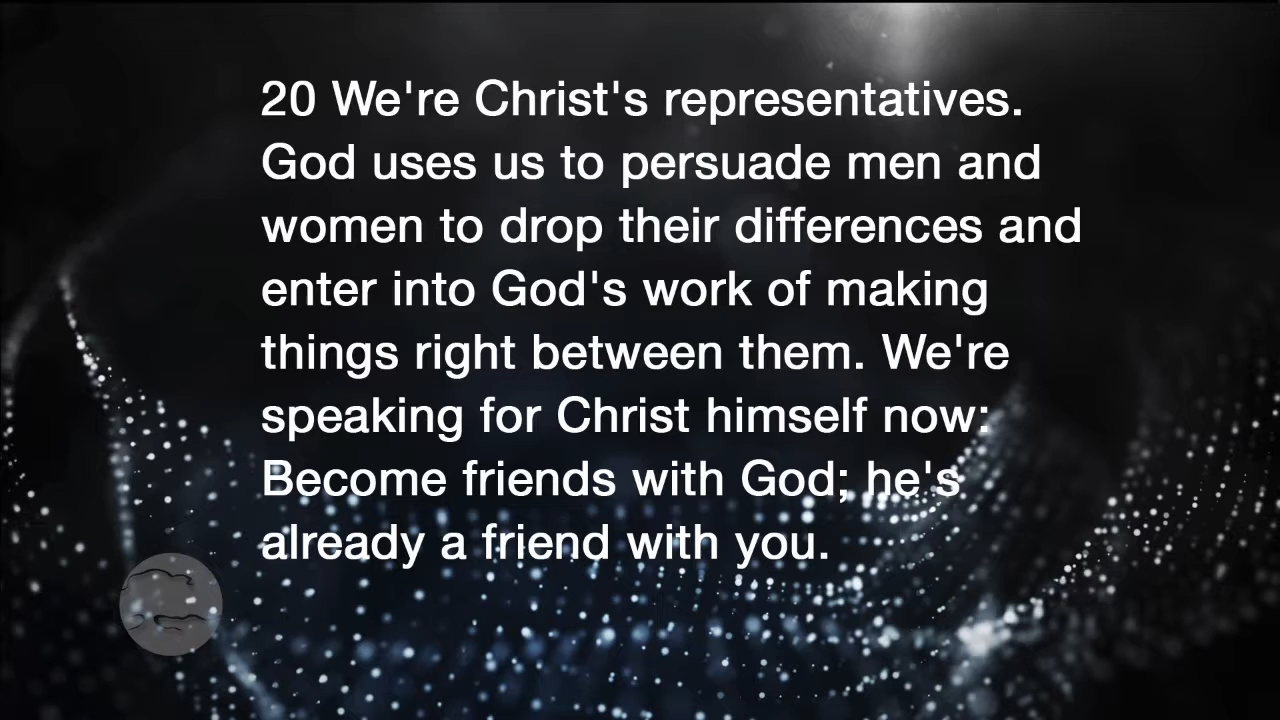 20 We're Christ's representatives.
God uses us to persuade men and
women to drop their differences and
enter into God's work of making
things right between them. We're
speaking for Christ himself now:
Become friends with God; he's
already a friend with you.